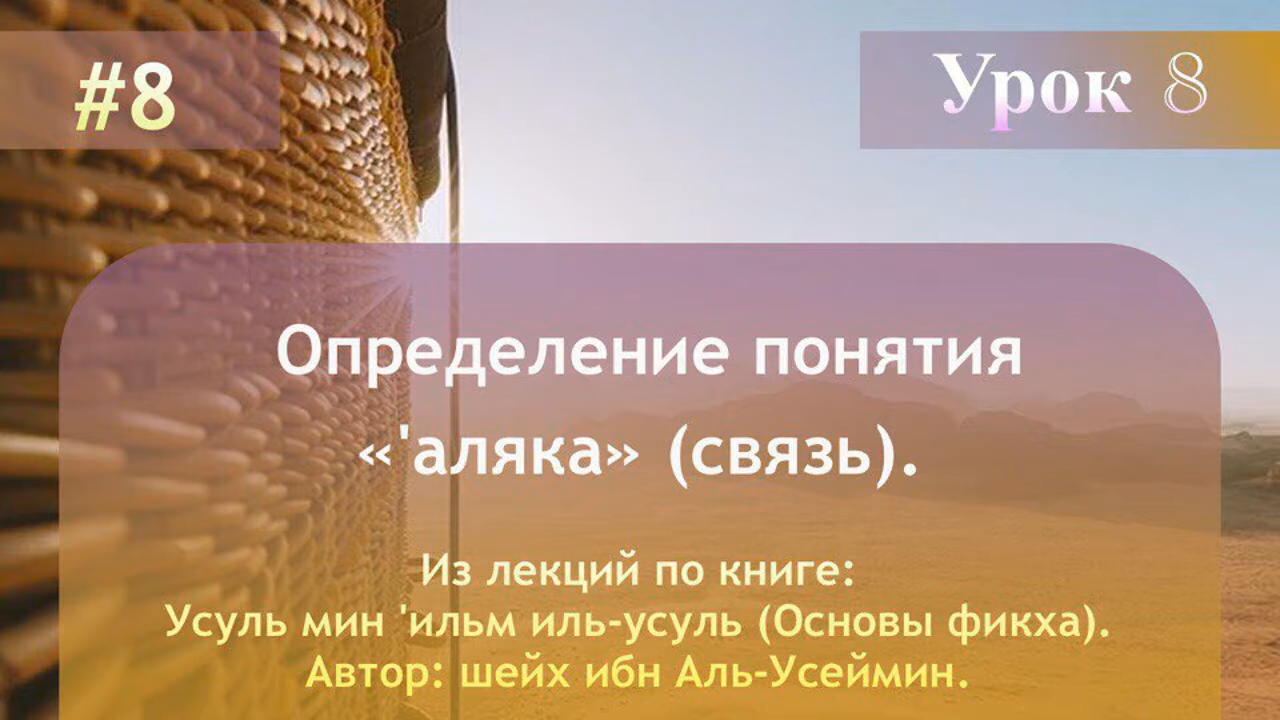 #8
Урок 8
Определение понятия
«'аляка» (связь).
Из лекций по книге:
Усуль мин 'ильм иль-усуль (Основы фикха).
Автор: шейх ибн Аль-Усеймин.